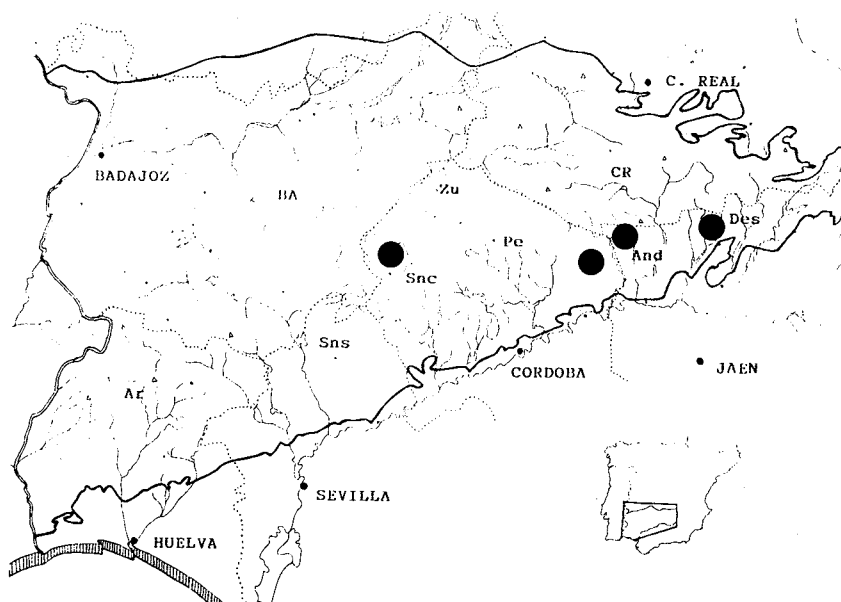 C. REAL
BADAJOZ
CR
BA
Zu
Des
Pe
And
Snc
Sns
CORDOBA
JAEN
Ar
SEVILLA
HUELVA